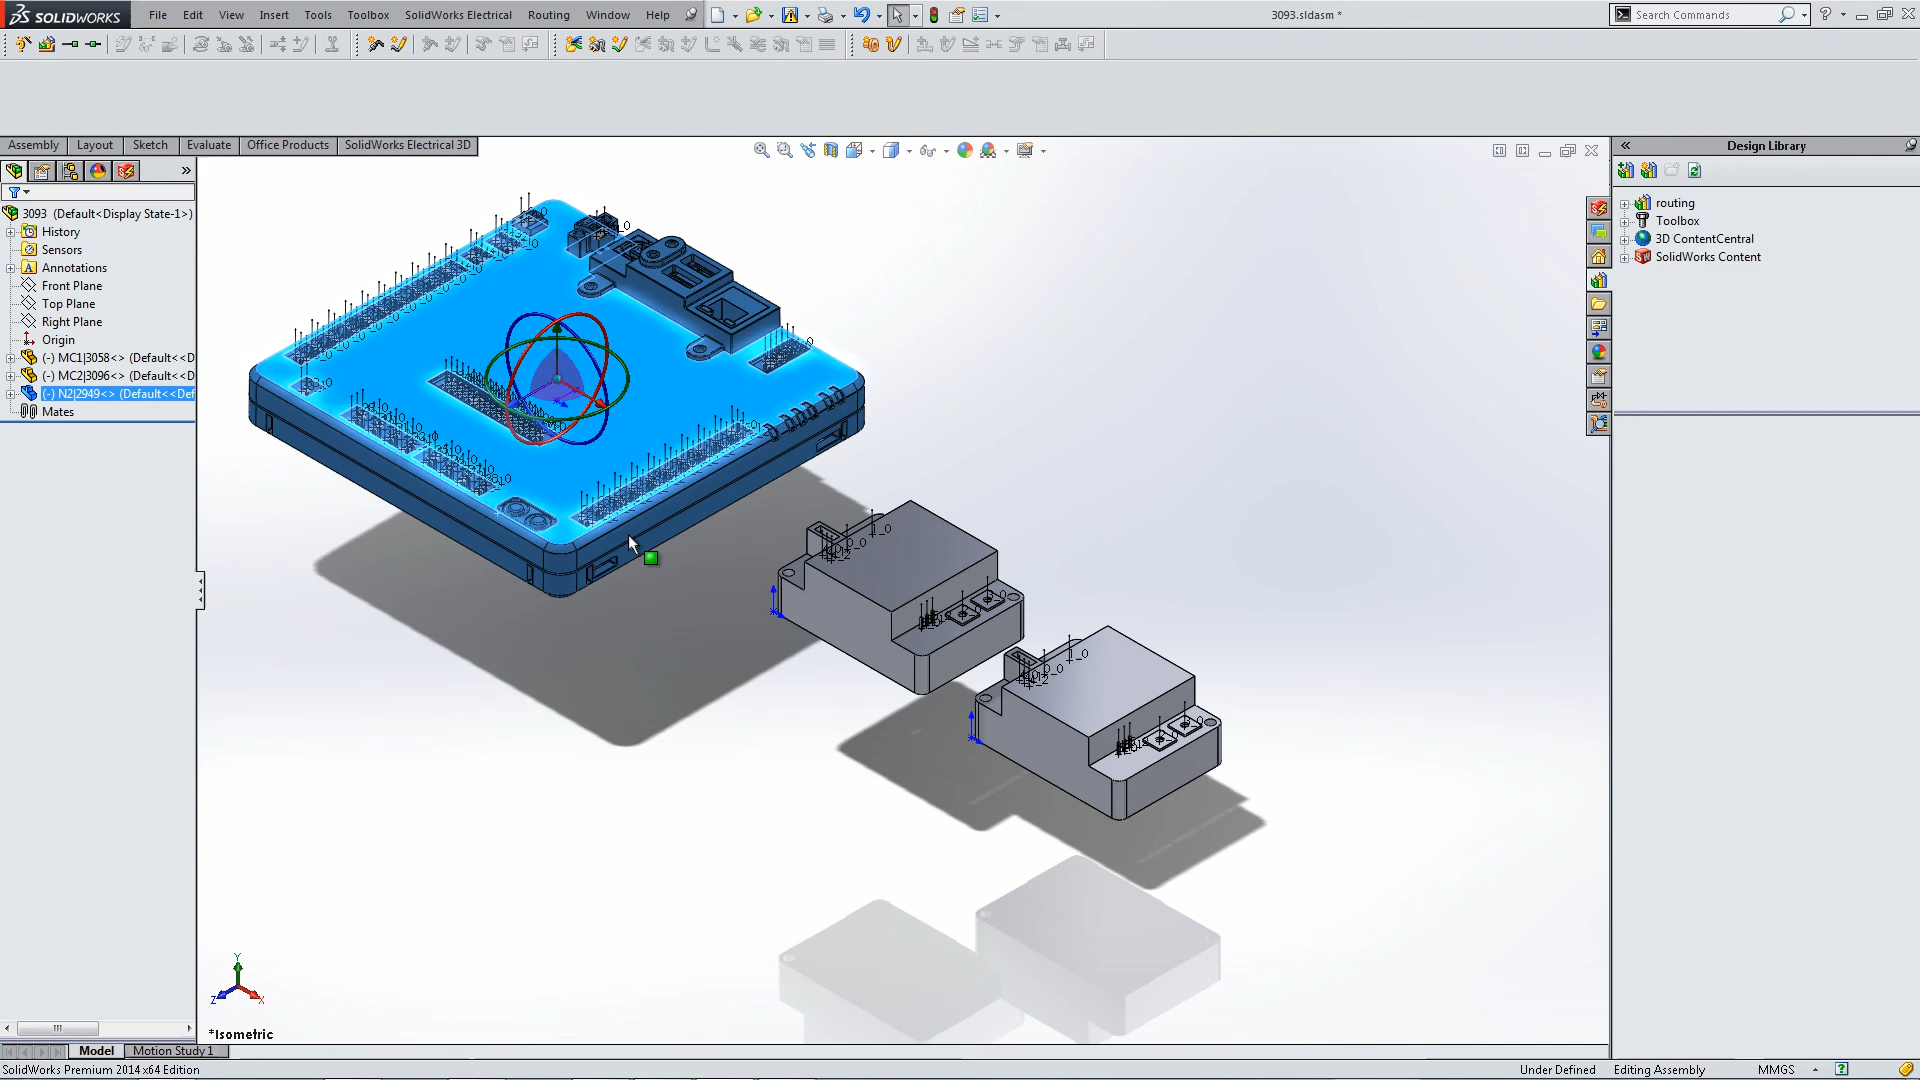 SOLIDWORKS File Edit View Insert Tools Toolbox SolidWorks Electrical Routing Window Help 3093.sldasm * Search Commands
Assembly Layout Sketch Evaluate Office Products SolidWorks Electrical 3D
Design Library
3093 (Default<Display State-1>)
History
Sensors
Annotations
Front Plane
Top Plane
Right Plane
Origin
(-) MC1|3058<> (Default<<D
(-) MC2|3096<> (Default<<D
(-) N2|2949<> (Default<<Def
Mates
routing
Toolbox
3D ContentCentral
SolidWorks Content
Y
Z X
*Isometric
Model Motion Study 1
SolidWorks Premium 2014 x64 Edition Under Defined Editing Assembly MMGS